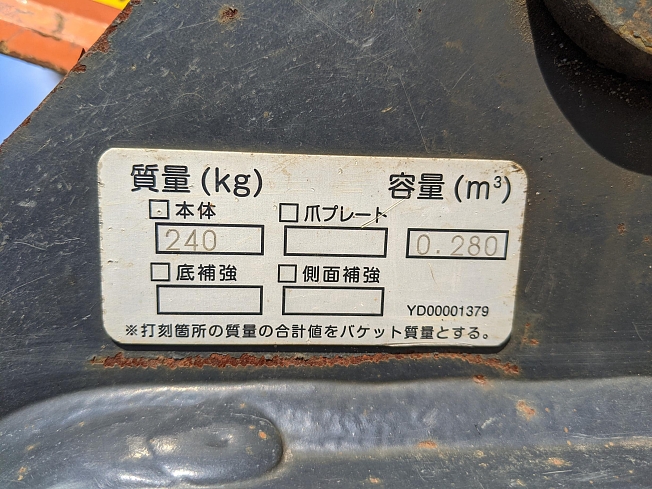 質量(kg) 容量(m³)
□本体 □爪プレート
240 0.280
□底補強 □側面補強
YD00001379
※打刻箇所の質量の合計値をバケット質量とする。